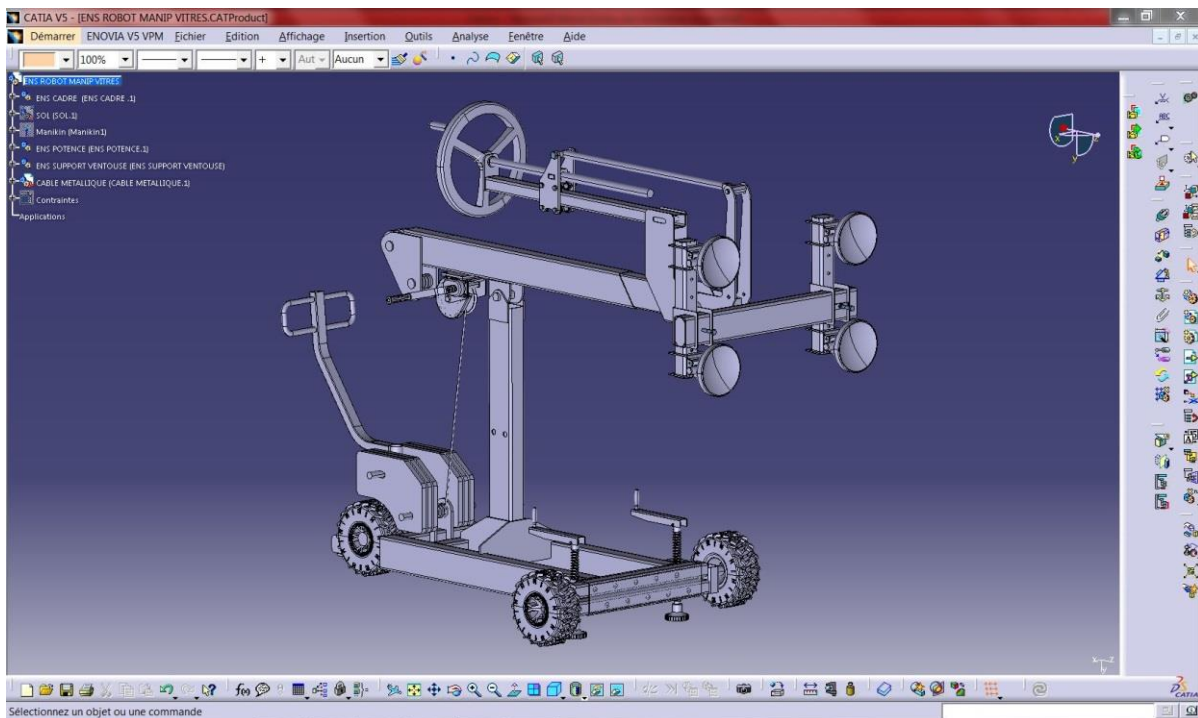 CATIA V5 - [ENS ROBOT MANIP VITRES.CATProduct]
Démarrer ENOVIA V5 VPM Fichier Edition Affichage Insertion Outils Analyse Fenêtre Aide
100% Aut Aucun
ENS ROBOT MANIP VITRES
ENS CADRE (ENS CADRE .1)
SOL (SOL.1)
Manikin (Manikin1)
ENS POTENCE (ENS POTENCE.1)
ENS SUPPORT VENTOUSE (ENS SUPPORT VENTOUSE)
CABLE METALLIQUE (CABLE METALLIQUE.1)
Contraintes
Applications
x
y
f(x)
CATIA
Sélectionnez un objet ou une commande